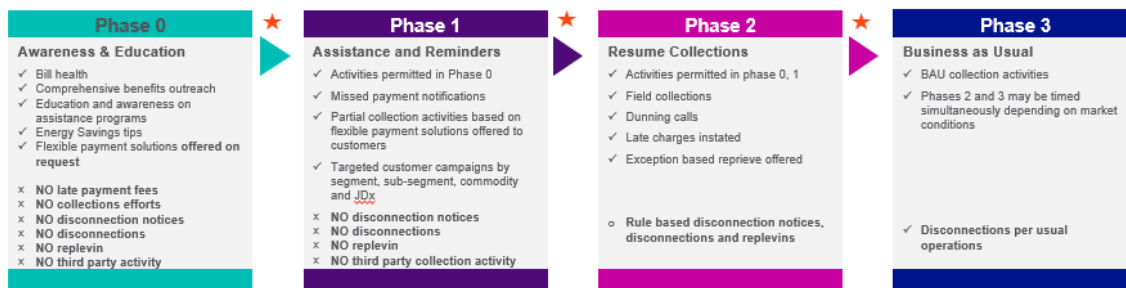 Phase 0
Awareness & Education
✓ Bill health
✓ Comprehensive benefits outreach
✓ Education and awareness on
assistance programs
✓ Energy Savings tips
✓ Flexible payment solutions offered on
request
x NO late payment fees
x NO collections efforts
x NO disconnection notices
x NO disconnections
x NO replevin
x NO third party activity
Phase 1
Assistance and Reminders
✓ Activities permitted in Phase 0
✓ Missed payment notifications
✓ Partial collection activities based on
flexible payment solutions offered to
customers
✓ Targeted customer campaigns by
segment, sub-segment, commodity
and JDx
x NO disconnection notices
x NO disconnections
x NO replevin
x NO third party collection activity
Phase 2
Resume Collections
✓ Activities permitted in phase 0, 1
✓ Field collections
✓ Dunning calls
✓ Late charges instated
✓ Exception based reprieve offered
o Rule based disconnection notices,
disconnections and replevins
Phase 3
Business as Usual
✓ BAU collection activities
✓ Phases 2 and 3 may be timed
simultaneously depending on market
conditions
✓ Disconnections per usual
operations